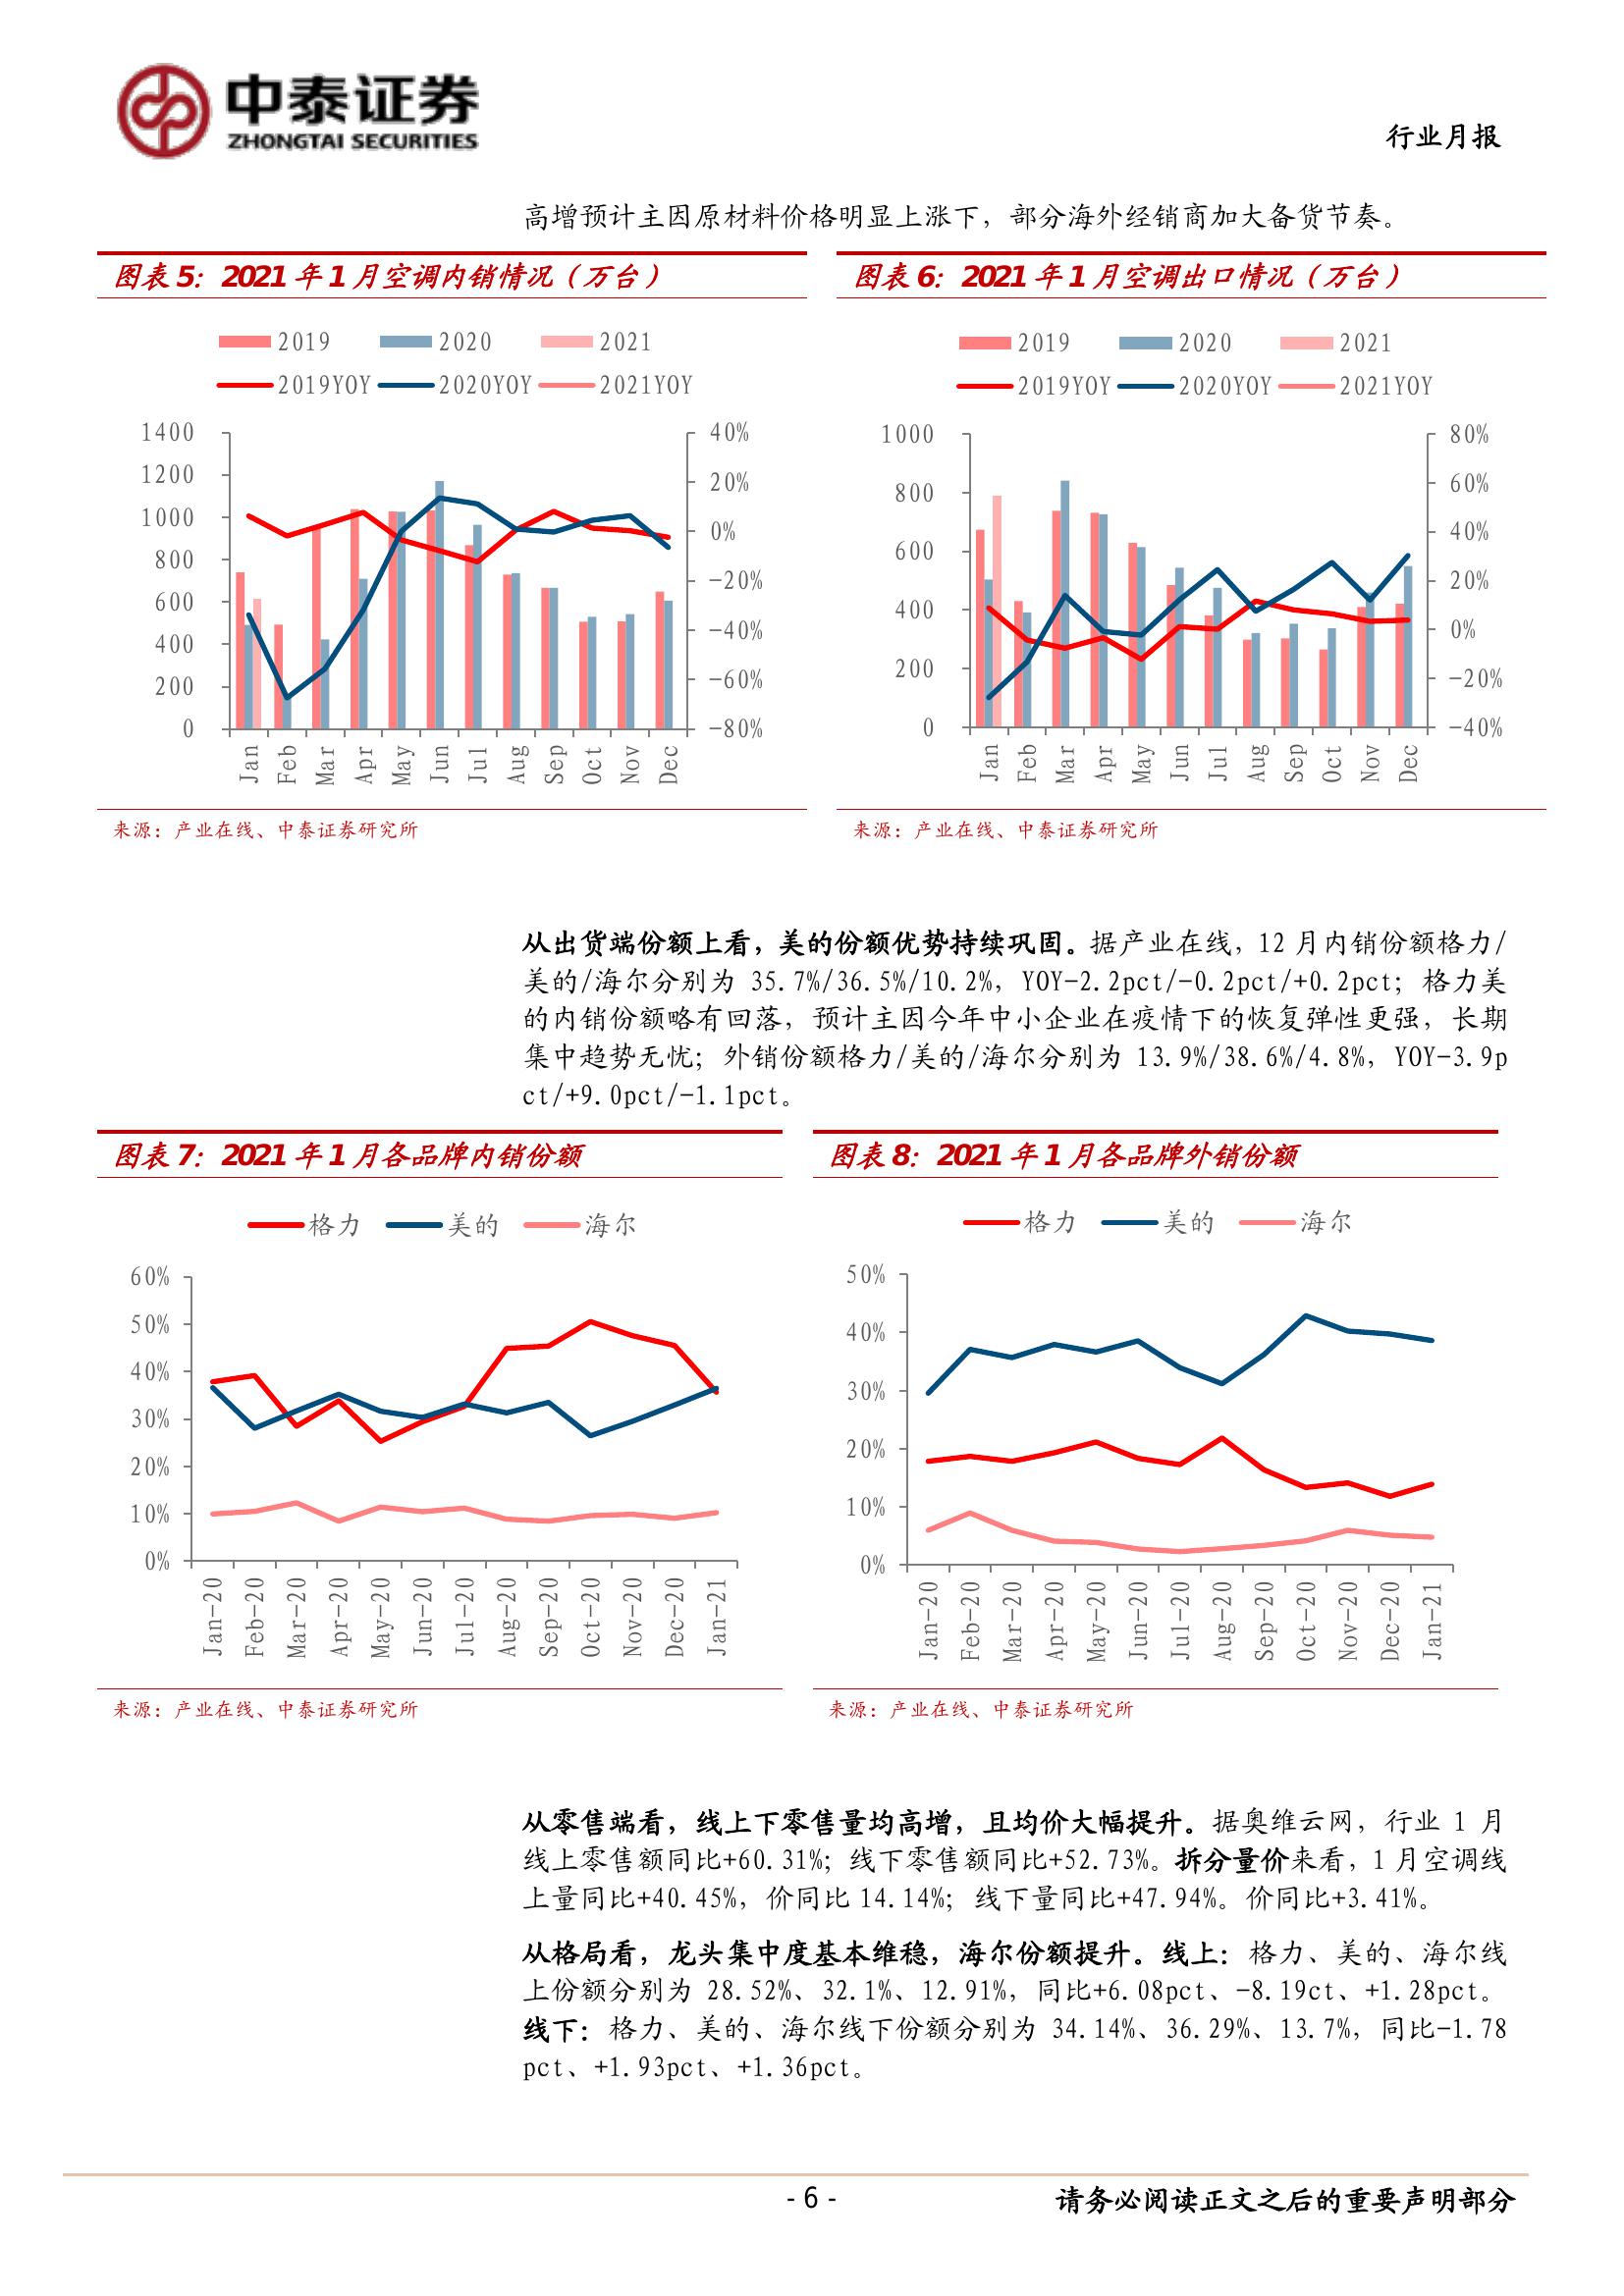 中泰证券
ZHONGTAI SECURITIES
行业月报
高增预计主因原材料价格明显上涨下，部分海外经销商加大备货节奏。
图表5：2021年1月空调内销情况（万台）
2019 2020 2021
2019YOY 2020YOY 2021YOY
1400
1200
1000
800
600
400
200
0
40%
20%
0%
-20%
-40%
-60%
-80%
Jan Feb Mar Apr May Jun Jul Aug Sep Oct Nov Dec
来源：产业在线、中泰证券研究所
图表6：2021年1月空调出口情况（万台）
2019 2020 2021
2019YOY 2020YOY 2021YOY
1000
800
600
400
200
0
80%
60%
40%
20%
0%
-20%
-40%
Jan Feb Mar Apr May Jun Jul Aug Sep Oct Nov Dec
来源：产业在线、中泰证券研究所
从出货端份额上看，美的份额优势持续巩固。据产业在线，12月内销份额格力/
美的/海尔分别为 35.7%/36.5%/10.2%，YOY-2.2pct/-0.2pct/+0.2pct；格力美
的内销份额略有回落，预计主因今年中小企业在疫情下的恢复弹性更强，长期
集中趋势无忧；外销份额格力/美的/海尔分别为 13.9%/38.6%/4.8%，YOY-3.9p
ct/+9.0pct/-1.1pct。
图表7：2021年1月各品牌内销份额
格力 美的 海尔
60%
50%
40%
30%
20%
10%
0%
Jan-20 Feb-20 Mar-20 Apr-20 May-20 Jun-20 Jul-20 Aug-20 Sep-20 Oct-20 Nov-20 Dec-20 Jan-21
来源：产业在线、中泰证券研究所
图表8：2021年1月各品牌外销份额
格力 美的 海尔
50%
40%
30%
20%
10%
0%
Jan-20 Feb-20 Mar-20 Apr-20 May-20 Jun-20 Jul-20 Aug-20 Sep-20 Oct-20 Nov-20 Dec-20 Jan-21
来源：产业在线、中泰证券研究所
从零售端看，线上下零售量均高增，且均价大幅提升。据奥维云网，行业 1 月
线上零售额同比+60.31%；线下零售额同比+52.73%。拆分量价来看，1月空调线
上量同比+40.45%，价同比14.14%；线下量同比+47.94%。价同比+3.41%。
从格局看，龙头集中度基本维稳，海尔份额提升。线上：格力、美的、海尔线
上份额分别为 28.52%、32.1%、12.91%，同比+6.08pct、-8.19ct、+1.28pct。
线下：格力、美的、海尔线下份额分别为 34.14%、36.29%、13.7%，同比-1.78
pct、+1.93pct、+1.36pct。
- 6 -
请务必阅读正文之后的重要声明部分